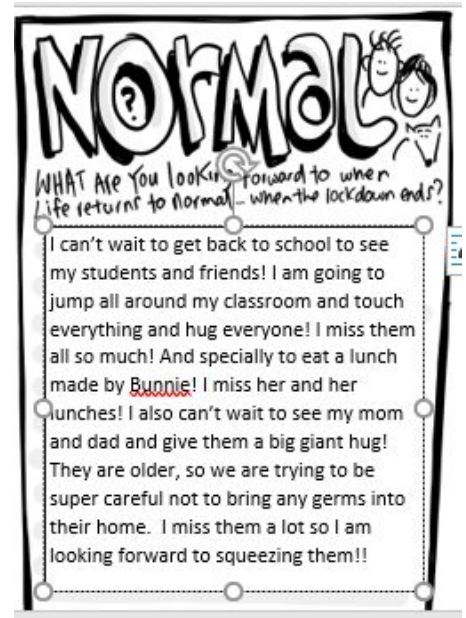 NORMAL
?
WHAT ARE YOU looking forward to when
Life returns to normal - when the lockdown ends?
I can't wait to get back to school to see
my students and friends! I am going to
jump all around my classroom and touch
everything and hug everyone! I miss them
all so much! And specially to eat a lunch
made by Bunnie! I miss her and her
lunches! I also can't wait to see my mom
and dad and give them a big giant hug!
They are older, so we are trying to be
super careful not to bring any germs into
their home.  I miss them a lot so I am
looking forward to squeezing them!!